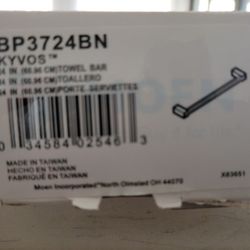 BP3724BN
KYVOS™
24 IN (60.96 CM)TOWEL BAR
24 IN (60.96 CM)TOALLERO
24 IN (60.96 CM)PORTE-SERVIETTES
0 34584 02546 3
MADE IN TAIWAN
HECHO EN TAIWAN
FABRIQUÉ EN TAIWAN
Moen Incorporated North Olmsted OH 44070
X83651
MOEN